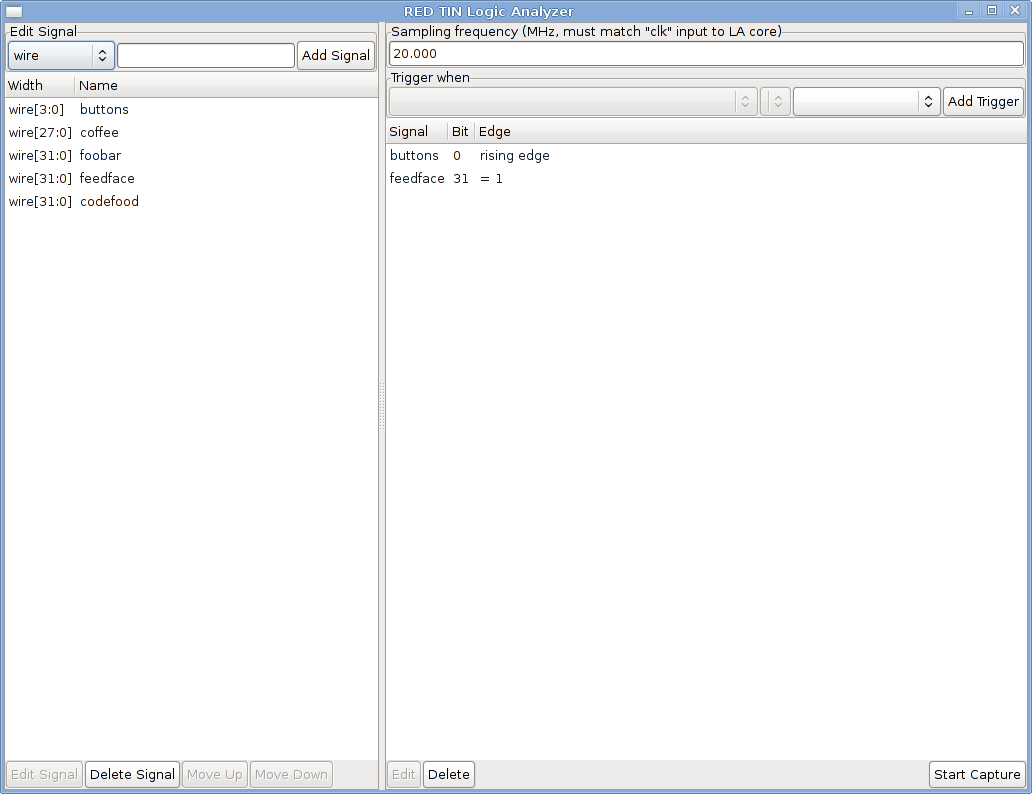 RED TIN Logic Analyzer
Edit Signal
wire
Add Signal
Width Name
wire[3:0] buttons
wire[27:0] coffee
wire[31:0] foobar
wire[31:0] feedface
wire[31:0] codefood
Edit Signal Delete Signal Move Up Move Down
Sampling frequency (MHz, must match "clk" input to LA core)
20.000
Trigger when
Add Trigger
Signal Bit Edge
buttons 0 rising edge
feedface 31 = 1
Edit Delete Start Capture